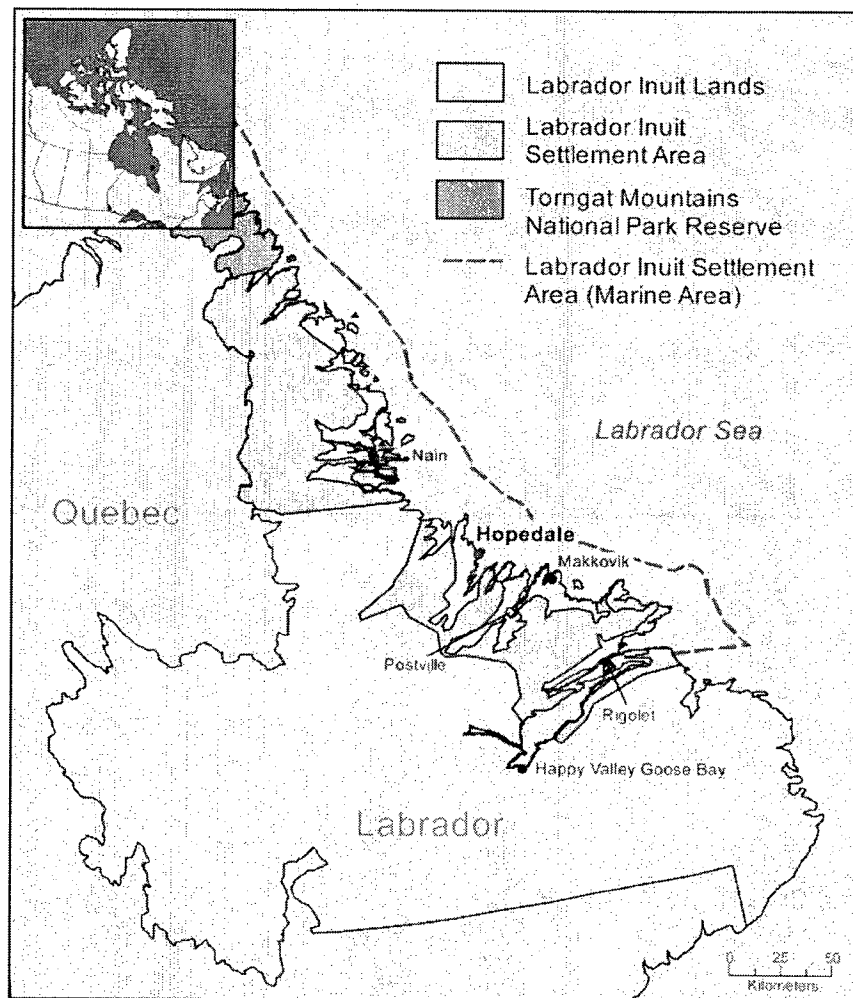 Labrador Inuit Lands
Labrador Inuit
Settlement Area
Torngat Mountains
National Park Reserve
Labrador Inuit Settlement
Area (Marine Area)
Labrador Sea
Nain
Quebec
Hopedale
Makkovik
Postville
Rigolet
Happy Valley Goose Bay
Labrador
0 25 50
Kilometers